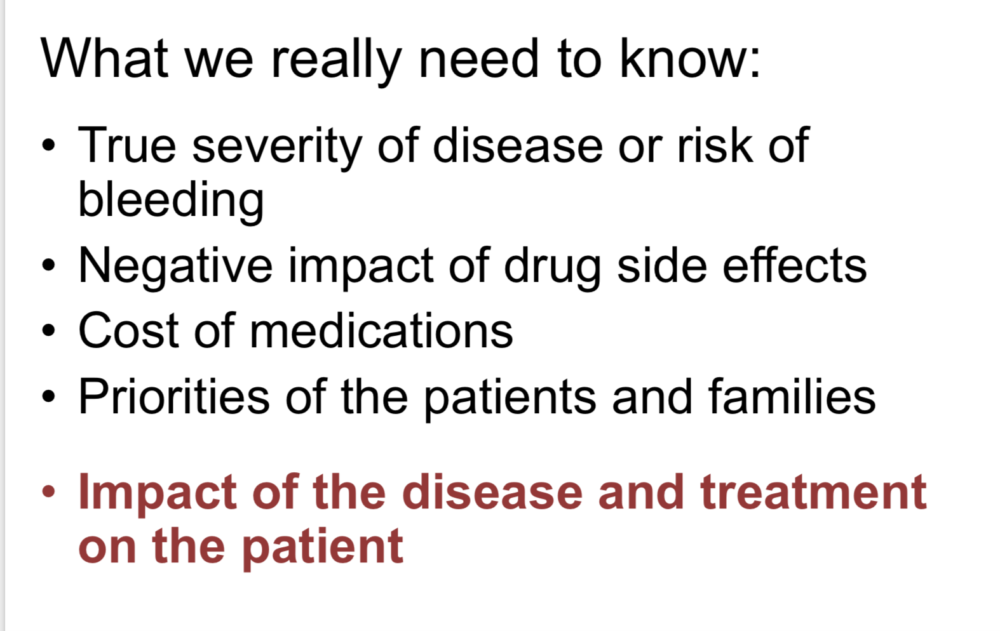 What we really need to know:
• True severity of disease or risk of
bleeding
• Negative impact of drug side effects
• Cost of medications
• Priorities of the patients and families
• Impact of the disease and treatment
on the patient